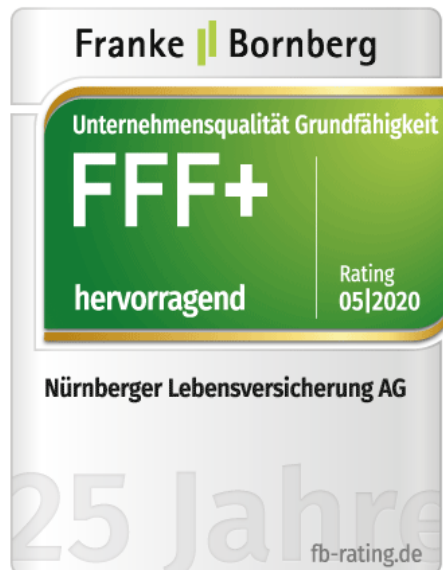 Franke Bornberg
Unternehmensqualität Grundfähigkeit
FFF+
hervorragend
Rating
05|2020
Nürnberger Lebensversicherung AG
25 Jahre
fb-rating.de